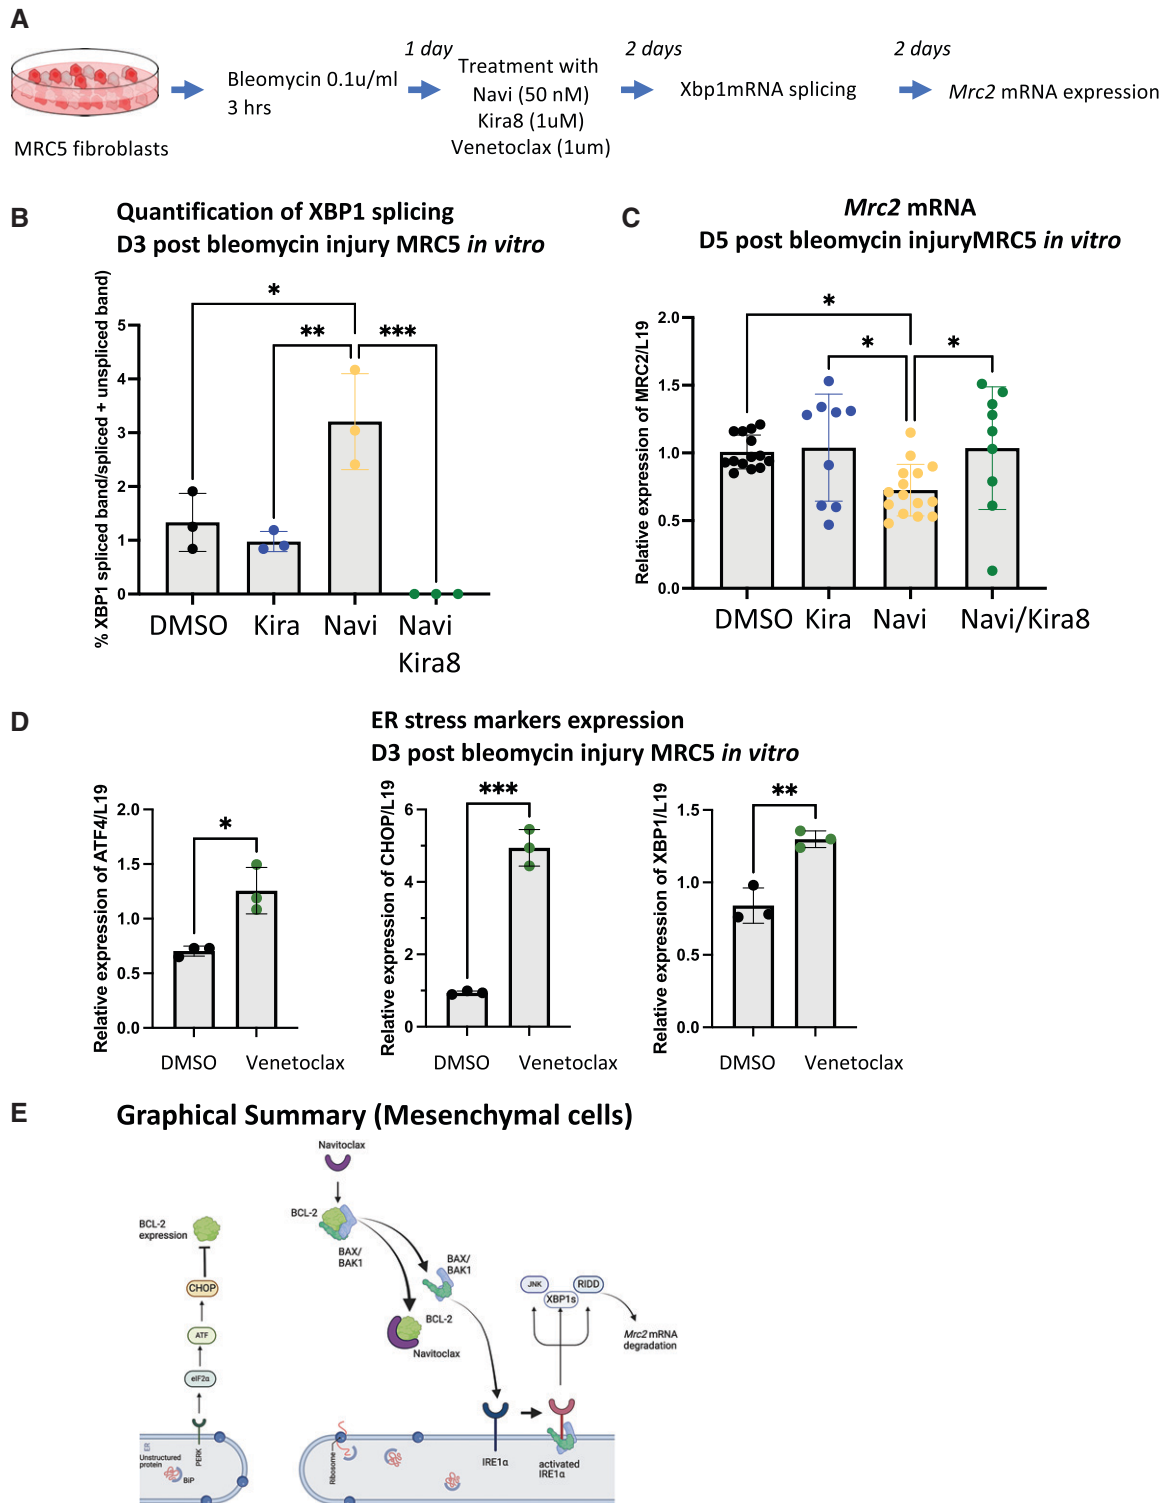 A
1 day
2 days
2 days
Bleomycin 0.1u/ml
3 hrs
Treatment with
Navi (50 nM)
Kira8 (1uM)
Venetoclax (1um)
Xbp1mRNA splicing
Mrc2 mRNA expression
MRC5 fibroblasts
B
Quantification of XBP1 splicing
D3 post bleomycin injury MRC5 in vitro
% XBP1 spliced band/spliced + unspliced band)
5
4
3
2
1
0
*
**
***
DMSO
Kira
Navi
Navi
Kira8
C
Mrc2 mRNA
D5 post bleomycin injuryMRC5 in vitro
Relative expression of MRC2/L19
2.0
1.5
1.0
0.5
0.0
*
*
*
DMSO
Kira
Navi
Navi/Kira8
D
ER stress markers expression
D3 post bleomycin injury MRC5 in vitro
Relative expression of ATF4/L19
2.0
1.5
1.0
0.5
0.0
*
DMSO
Venetoclax
Relative expression of CHOP/L19
6
4
2
0
***
DMSO
Venetoclax
Relative expression of XBP1/L19
1.5
1.0
0.5
0.0
**
DMSO
Venetoclax
E
Graphical Summary (Mesenchymal cells)
BCL-2
expression
CHOP
ATF
eIF2α
PERK
ER
Unstructured
protein
BiP
Navitoclax
BCL-2
BAX/
BAK1
BAX/
BAK1
BCL-2
Navitoclax
JNK
XBP1s
RIDD
Mrc2 mRNA
degradation
Ribosome
IRE1α
activated
IRE1α